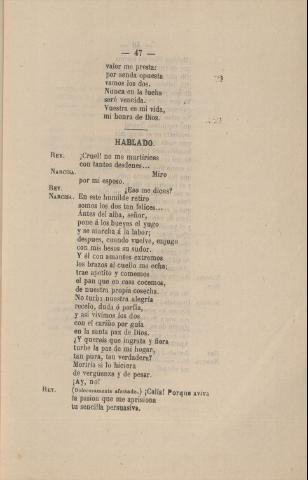 — 47 —
valor me presta:
por senda opuesta
vamos los dos.
Nunca en la lucha
seré vencida.
Vuestra es mi vida,
mi honra de Dios.
HABLADO.
REY. ¡Cruel! no me martirices
con tantos desdenes...
NARCISA. Miro
por mi esposo.
REY. ¿Eso me dices?
NARCISA. En este humilde retiro
somos los dos tan felices...
Ántes del alba, señor,
pone á los bueyes el yugo
y se marcha á la labor;
despues, cuando vuelve, enjugo
con mis besos su sudor.
Y él con amantes extremos
los brazos al cuello me echa;
trae apetito y comemos
el pan que en casa cocemos,
de nuestra propia cosecha.
No turba nuestra alegría
recelo, duda ó porfía,
y así vivimos los dos
con el cariño por guia
en la santa paz de Dios.
¿Y quereis que ingrata y fiera
turbe la paz de mi hogar,
tan pura, tan verdadera?
Moriria si lo hiciera
de vergüenza y de pesar.
¡Ay, no!
REY. (Dolorosamente afectado.) ¡Calla! Porque aviva
la pasion que me aprisiona
tu sencilla persuasiva.